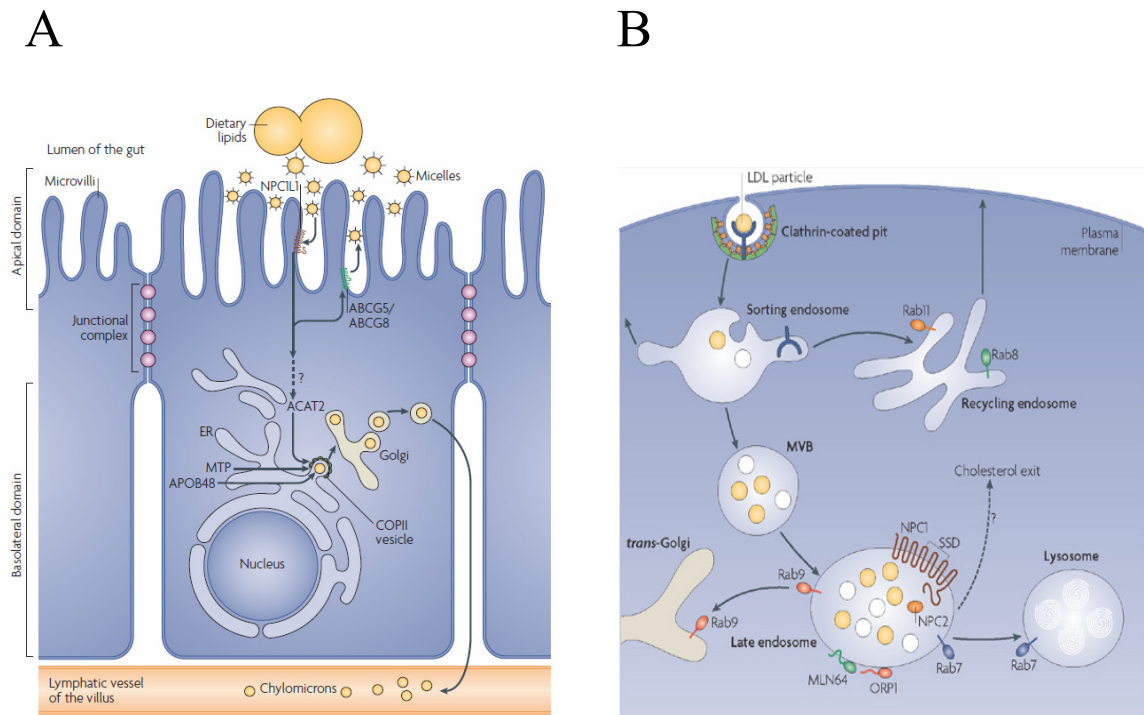 A
B
Dietary
lipids
Lumen of the gut
Microvilli
NPC1L1
Micelles
Apical domain
ABCG5/
ABCG8
Junctional
complex
?
ACAT2
ER
Golgi
MTP
APOB48
COPII
vesicle
Basolateral domain
Nucleus
Lymphatic vessel
of the villus
Chylomicrons
LDL particle
Clathrin-coated pit
Plasma
membrane
Sorting endosome
Rab11
Rab8
Recycling endosome
MVB
Cholesterol exit
?
NPC1
SSD
trans-Golgi
Lysosome
Rab9
NPC2
Rab9
Late endosome
Rab7
Rab7
MLN64
ORP1